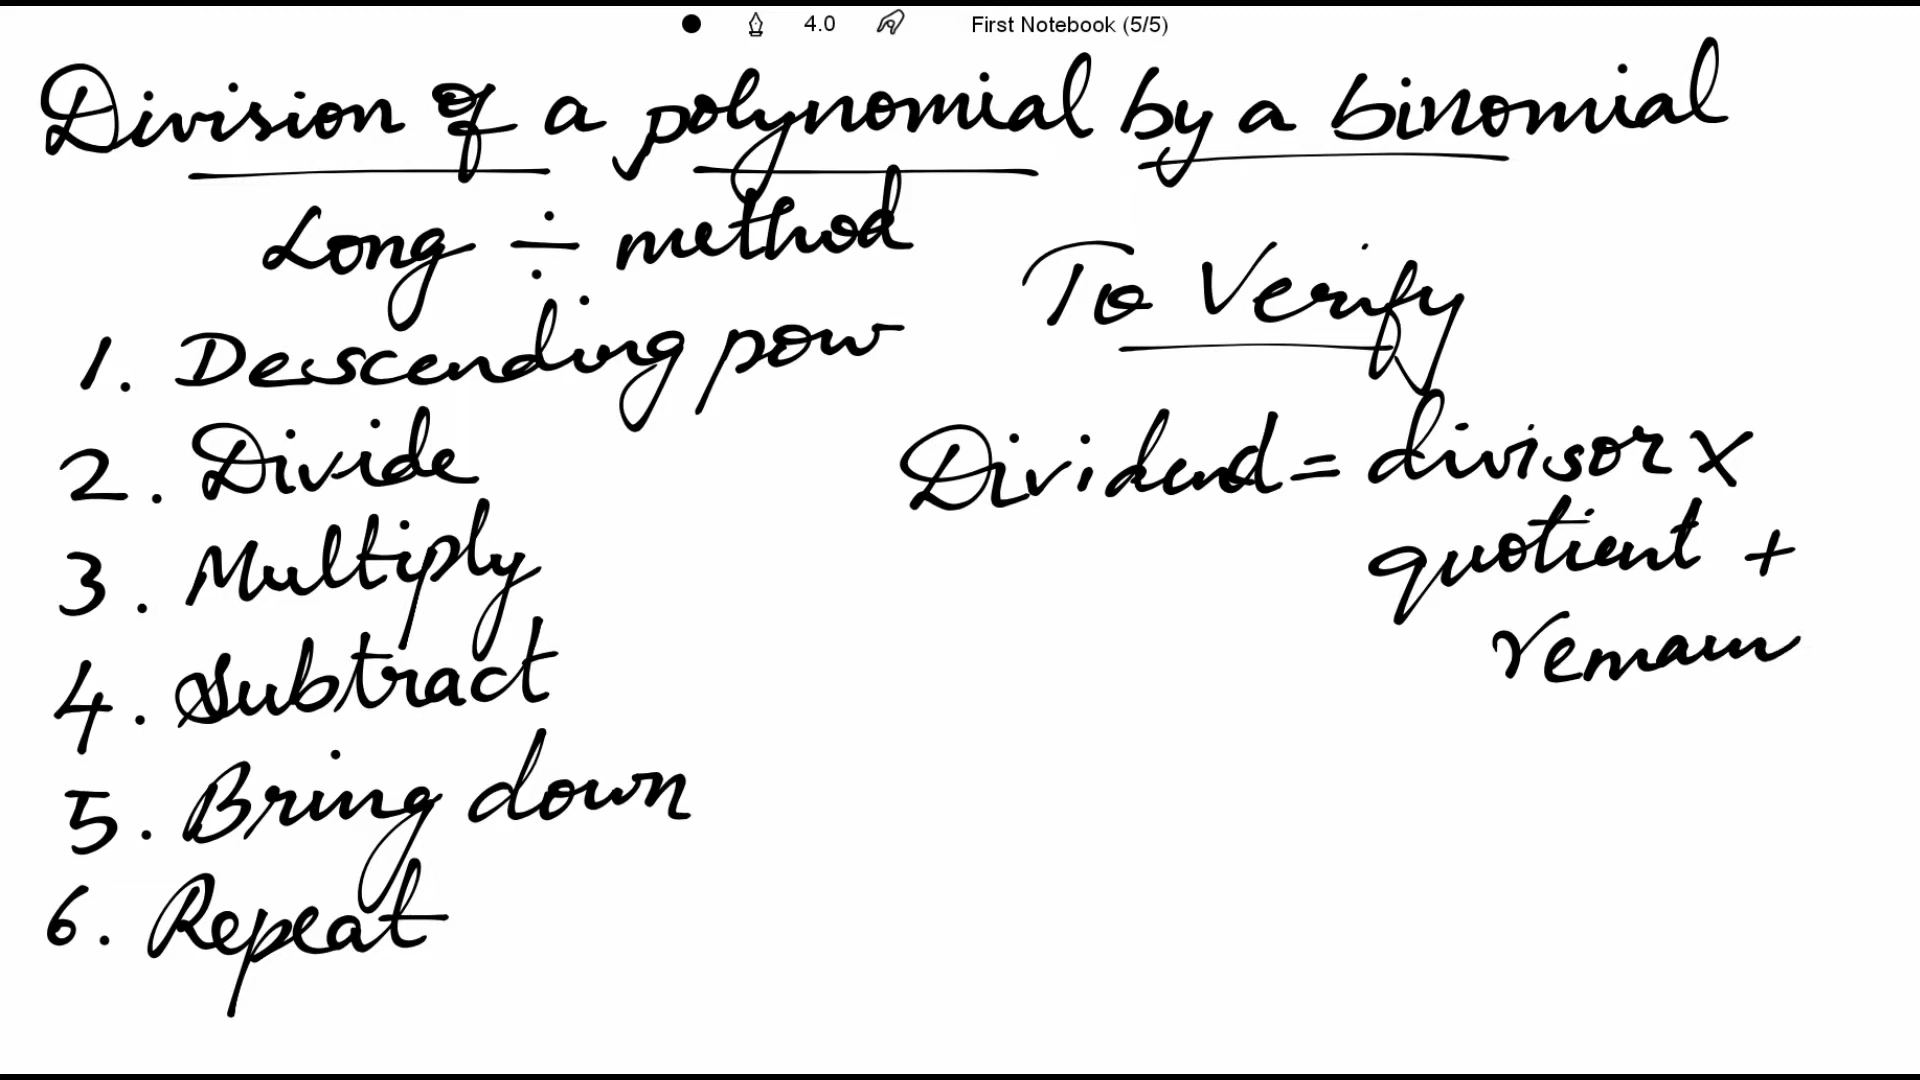 4.0 First Notebook (5/5)
Division of a polynomial by a binomial
Long ÷ method
1. Descending pow
2. Divide
3. Multiply
4. Subtract
5. Bring down
6. Repeat
To Verify
Dividend = divisor x
quotient +
remain